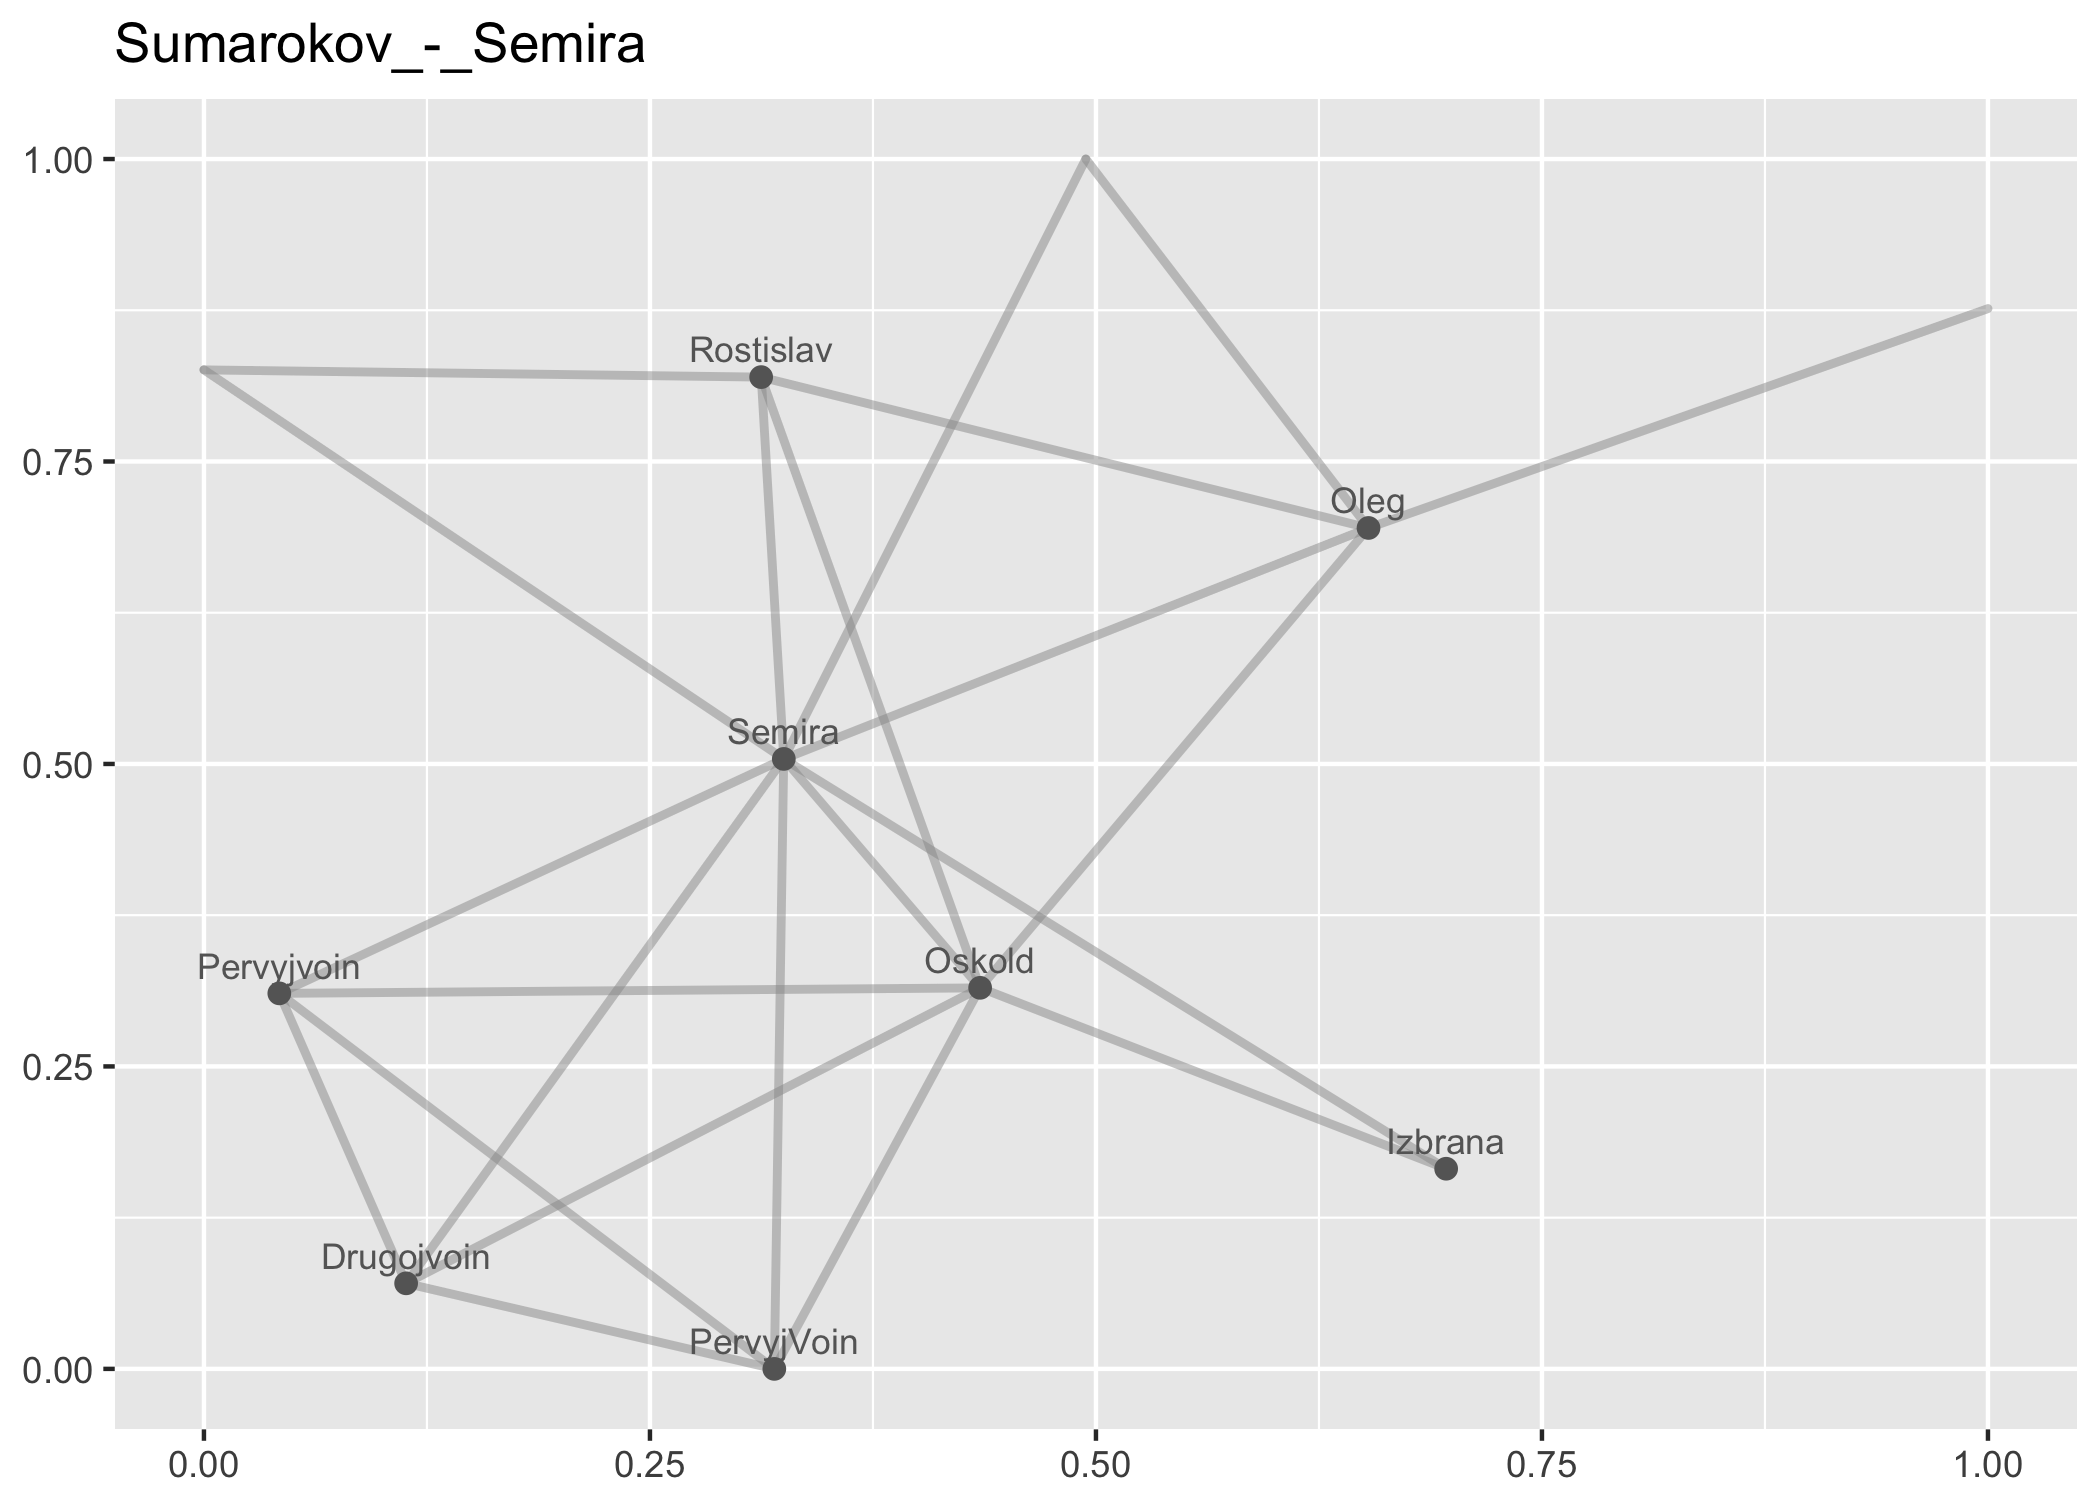 Sumarokov_-_Semira
1.00
Rostislav
0.75
Oleg
Semira
0.50
Pervyjvoin
Oskold
0.25
Izbrana
Drugojvoin
PervyjVoin
0.00
0.00 0.25 0.50 0.75 1.00